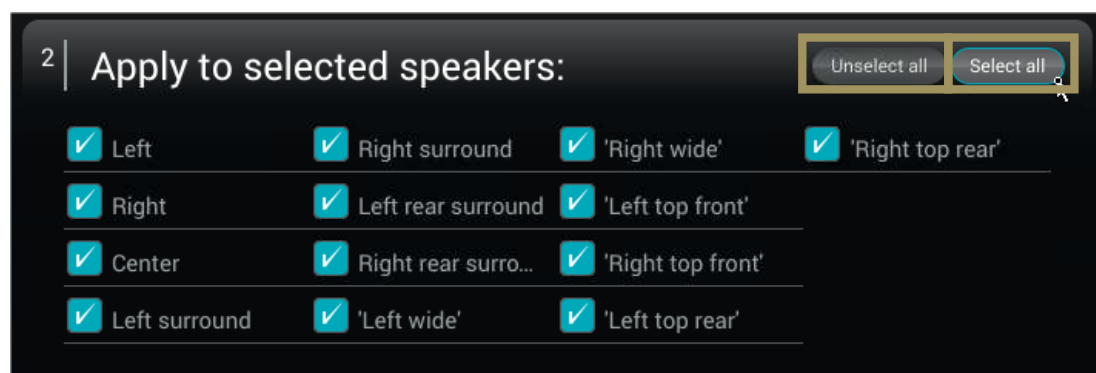 2 Apply to selected speakers: Unselect all Select all
Left Right surround 'Right wide' 'Right top rear'
Right Left rear surround 'Left top front'
Center Right rear surro... 'Right top front'
Left surround 'Left wide' 'Left top rear'